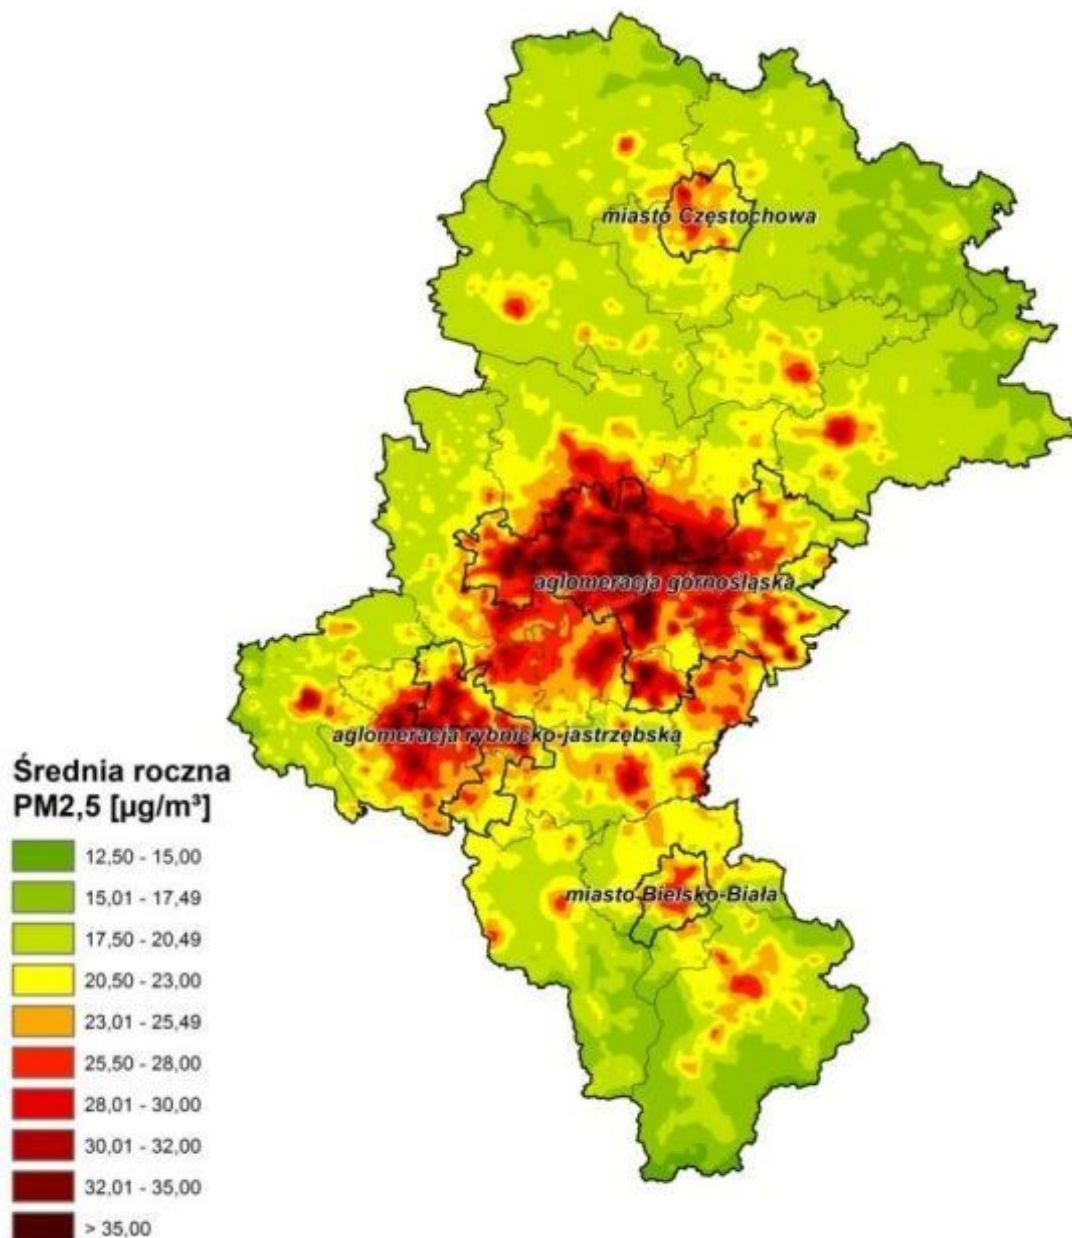 miasto Częstochowa
aglomeracja górnośląska
aglomeracja rybnicko-jastrzębska
miasto Bielsko-Biała
Średnia roczna
PM2,5 [µg/m³]
12,50 - 15,00
15,01 - 17,49
17,50 - 20,49
20,50 - 23,00
23,01 - 25,49
25,50 - 28,00
28,01 - 30,00
30,01 - 32,00
32,01 - 35,00
> 35,00